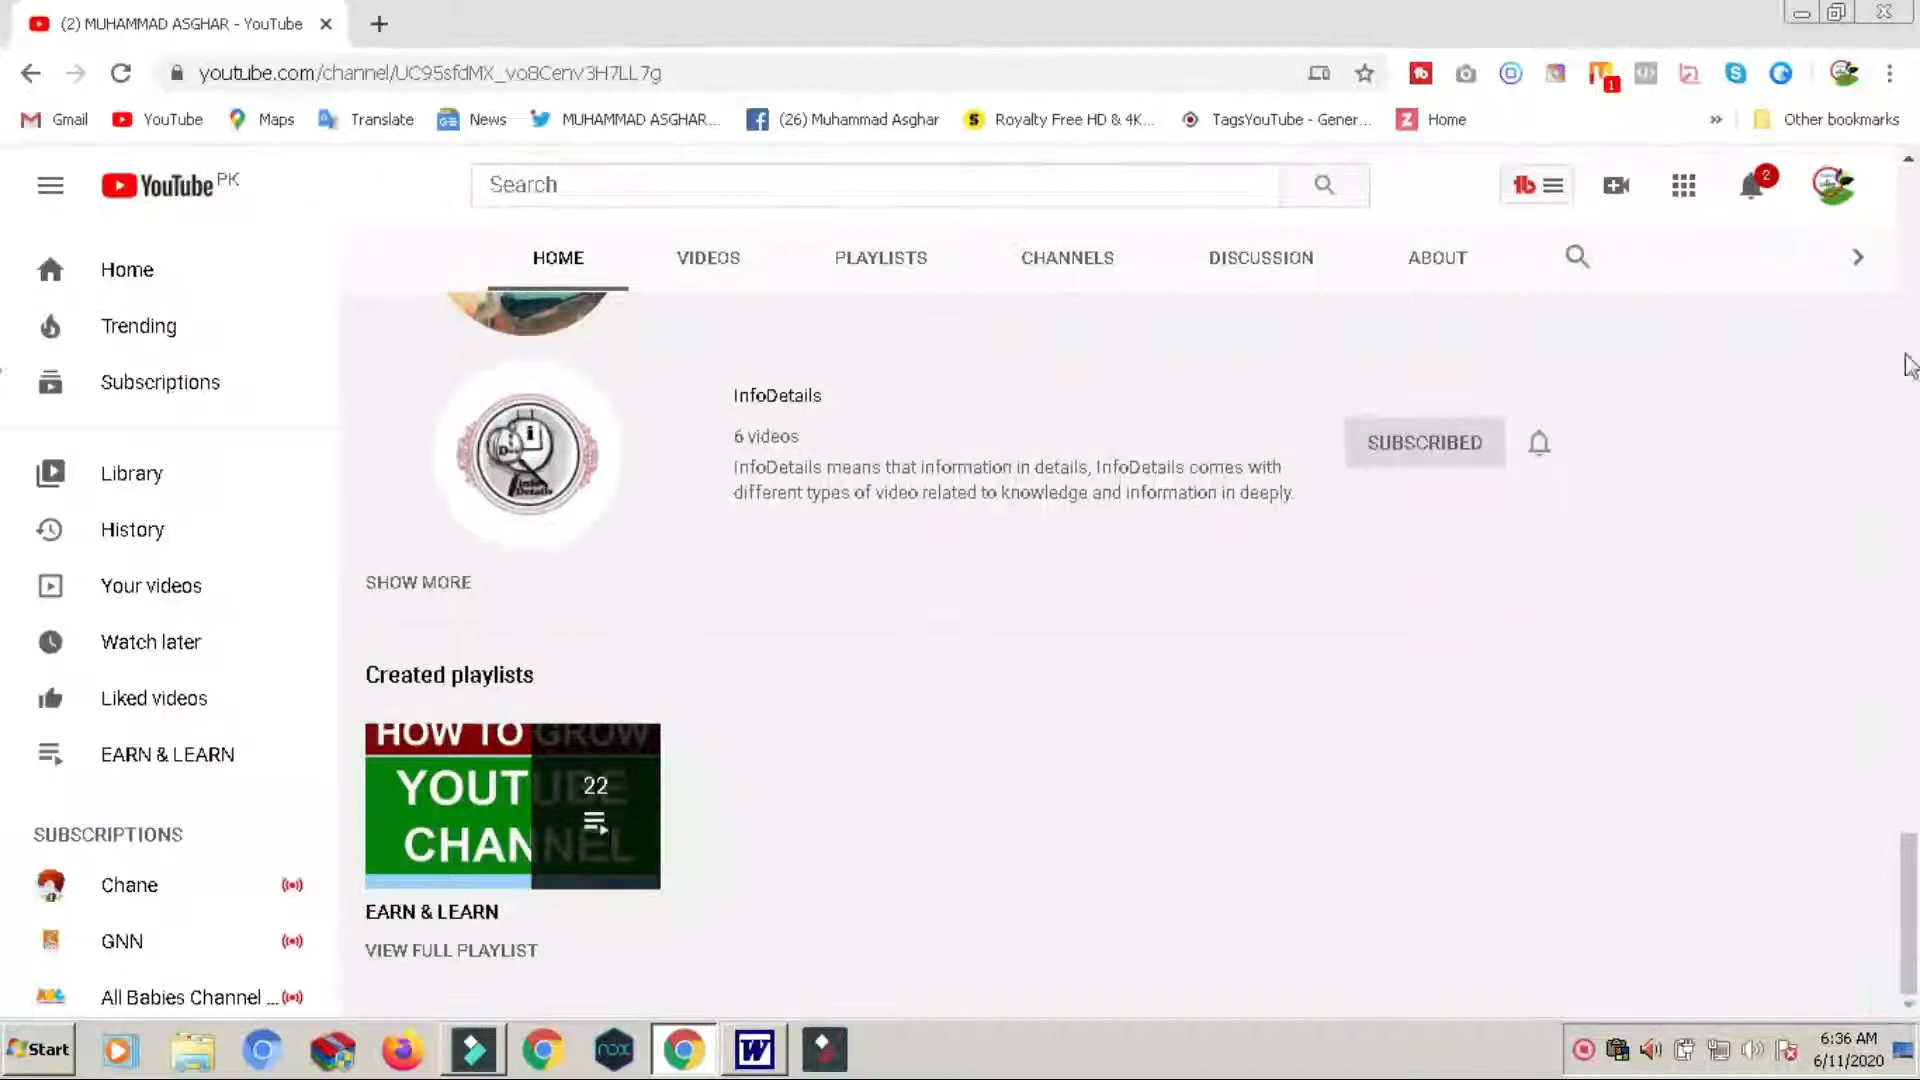 (2) MUHAMMAD ASGHAR - YouTube
youtube.com/channel/UC95sfdMX_vo8Cenv3H7LL7g
1
Gmail YouTube Maps Translate News MUHAMMAD ASGHAR... (26) Muhammad Asghar Royalty Free HD & 4K... TagsYouTube - Gener... Home » Other bookmarks
YouTube PK
Search
2
HOME VIDEOS PLAYLISTS CHANNELS DISCUSSION ABOUT
Home
Trending
Subscriptions
Library
History
Your videos
Watch later
Liked videos
EARN & LEARN
SUBSCRIPTIONS
Chane
GNN
All Babies Channel ...
InfoDetails
6 videos
InfoDetails means that information in details, InfoDetails comes with
different types of video related to knowledge and information in deeply.
SUBSCRIBED
Info
Details
SHOW MORE
Created playlists
HOW TO GROW
YOUTUBE
CHANNEL
22
EARN & LEARN
VIEW FULL PLAYLIST
Start
nox
W
6:36 AM
6/11/2020